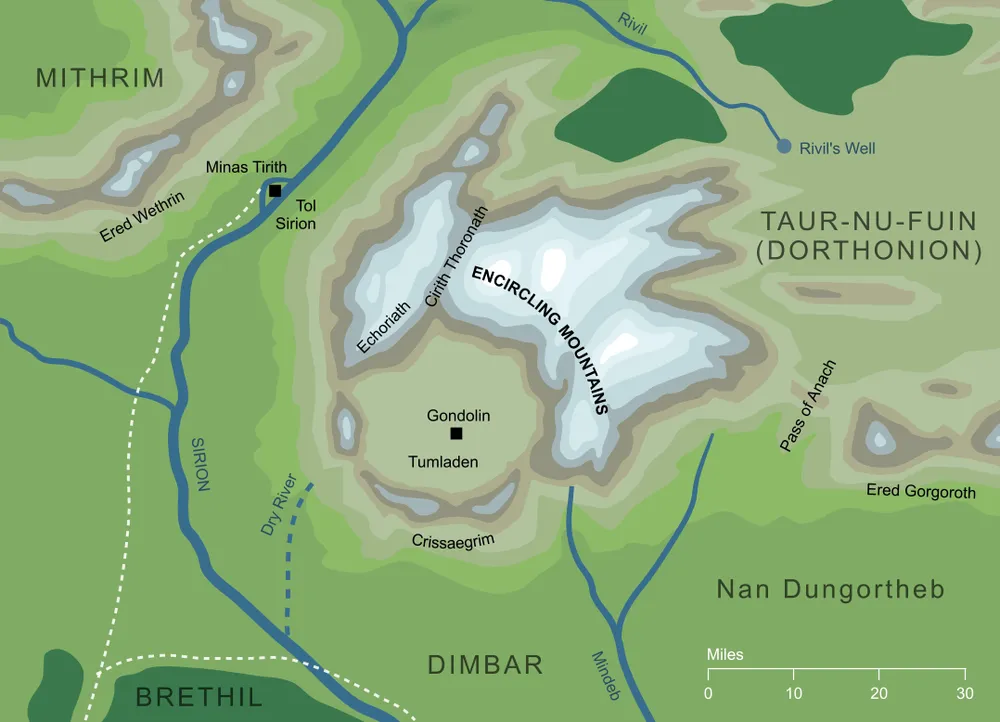 Rivil
MITHRIM
Rivil's Well
Minas Tirith
Tol
Sirion
Ered Wethrin
TAUR-NU-FUIN
(DORTHONION)
Cirith Thoronath
ENCIRCLING MOUNTAINS
Echoriath
Pass of Anach
Gondolin
Tumladen
SIRION
Dry River
Ered Gorgoroth
Crissaegrim
Nan Dungortheb
DIMBAR
Mindeb
BRETHIL
Miles
0 10 20 30